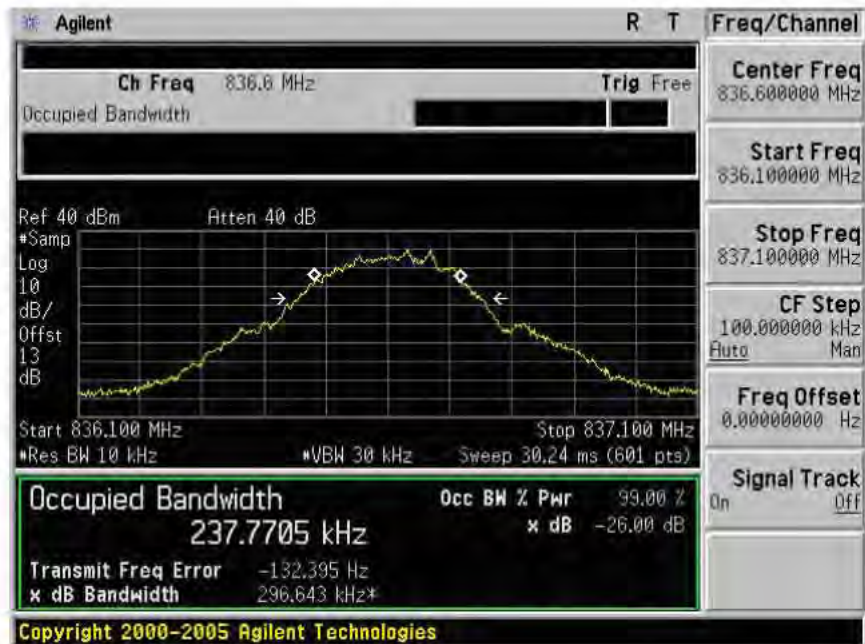 Agilent R T Freq/Channel
Ch Freq 836.6 MHz Trig Free
Occupied Bandwidth
Center Freq
836.600000 MHz
Start Freq
836.100000 MHz
Stop Freq
837.100000 MHz
CF Step
100.000000 kHz
Auto Man
Freq Offset
0.00000000 Hz
Signal Track
On Off
Ref 40 dBm Atten 40 dB
#Samp
Log
10
dB/
Offst
13
dB
Start 836.100 MHz Stop 837.100 MHz
#Res BW 10 kHz #VBW 30 kHz Sweep 30.24 ms (601 pts)
Occupied Bandwidth Occ BW % Pwr 99.00 %
237.7705 kHz x dB -26.00 dB
Transmit Freq Error -132.395 Hz
x dB Bandwidth 296.643 kHz*
Copyright 2000-2005 Agilent Technologies